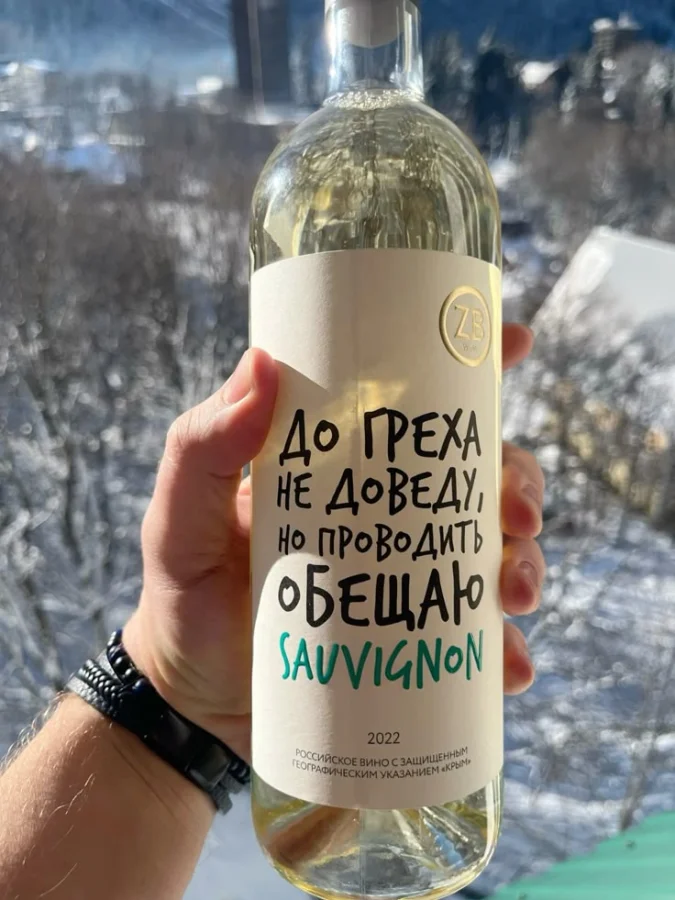 ZB
ДО ГРЕХА
НЕ ДОВЕДУ,
НО ПРОВОДИТЬ
ОБЕЩАЮ
SAUVIGNON
2022
РОССИЙСКОЕ ВИНО С ЗАЩИЩЕННЫМ
ГЕОГРАФИЧЕСКИМ УКАЗАНИЕМ «КРЫМ»